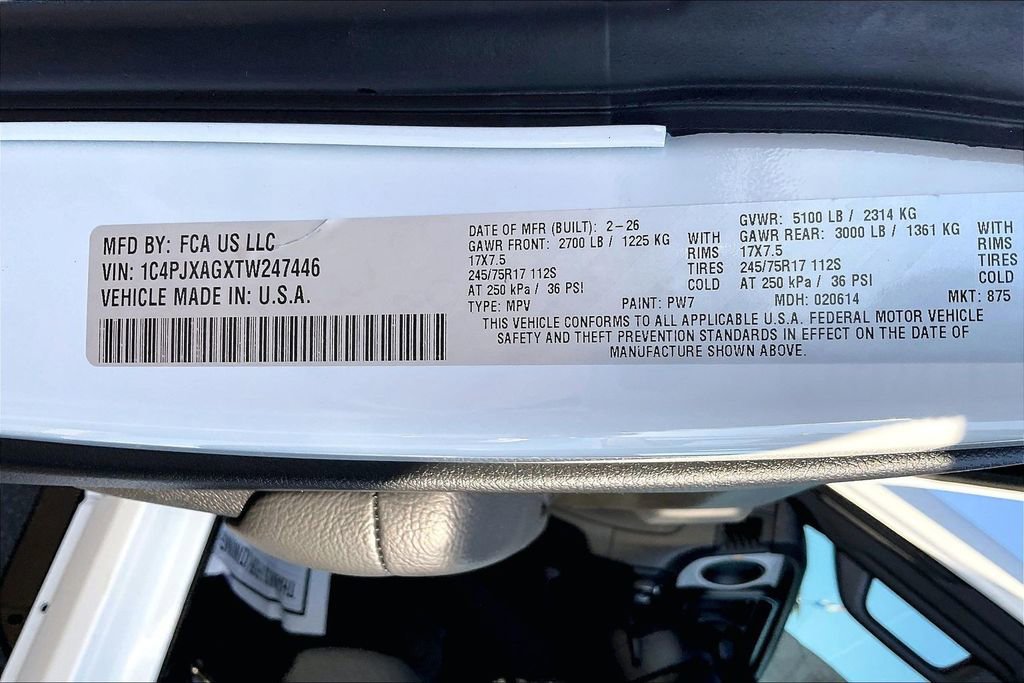 MFD BY: FCA US LLC
VIN: 1C4PJXAGXTW247446
VEHICLE MADE IN: U.S.A.
DATE OF MFR (BUILT): 2-26
GAWR FRONT: 2700 LB / 1225 KG
17X7.5
245/75R17 112S
AT 250 kPa / 36 PSI
WITH
RIMS
TIRES
COLD
GVWR: 5100 LB / 2314 KG
GAWR REAR: 3000 LB / 1361 KG
17X7.5
245/75R17 112S
AT 250 kPa / 36 PSI
WITH
RIMS
TIRES
COLD
TYPE: MPV PAINT: PW7 MDH: 020614 MKT: 875
THIS VEHICLE CONFORMS TO ALL APPLICABLE U.S.A. FEDERAL MOTOR VEHICLE
SAFETY AND THEFT PREVENTION STANDARDS IN EFFECT ON THE DATE OF
MANUFACTURE SHOWN ABOVE.